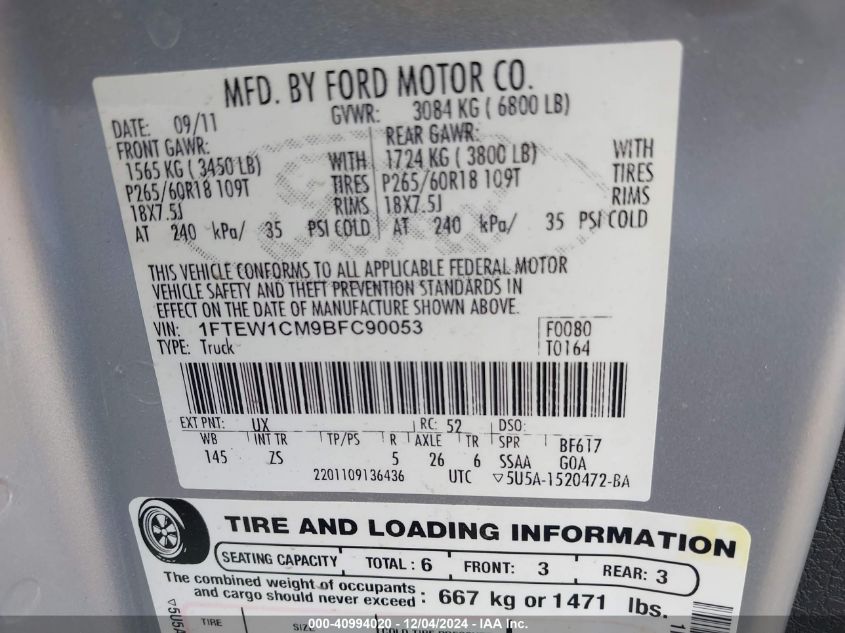 MFD. BY FORD MOTOR CO.
DATE: 09/11 GVWR: 3084 KG ( 6800 LB)
FRONT GAWR: REAR GAWR:
1565 KG ( 3450 LB) WITH 1724 KG ( 3800 LB) WITH
P265/60R18 109T TIRES P265/60R18 109T TIRES
18X7.5J RIMS 18X7.5J RIMS
AT 240 kPa/ 35 PSI COLD AT 240 kPa/ 35 PSI COLD
THIS VEHICLE CONFORMS TO ALL APPLICABLE FEDERAL MOTOR
VEHICLE SAFETY AND THEFT PREVENTION STANDARDS IN
EFFECT ON THE DATE OF MANUFACTURE SHOWN ABOVE.
VIN: 1FTEW1CM9BFC90053 F0080
TYPE: Truck T0164
EXT PNT: UX RC: 52 DSO:
WB INT TR TP/PS R AXLE TR SPR BF617
145 ZS 5 26 6 SSAA GOA
2201109136436 UTC ▽5U5A-1520472-BA
TIRE AND LOADING INFORMATION
SEATING CAPACITY TOTAL : 6 FRONT: 3 REAR: 3
The combined weight of occupants
and cargo should never exceed : 667 kg or 1471 lbs.
▽5U5A
TIRE SIZE
000-40994020 - 12/04/2024 - IAA Inc.